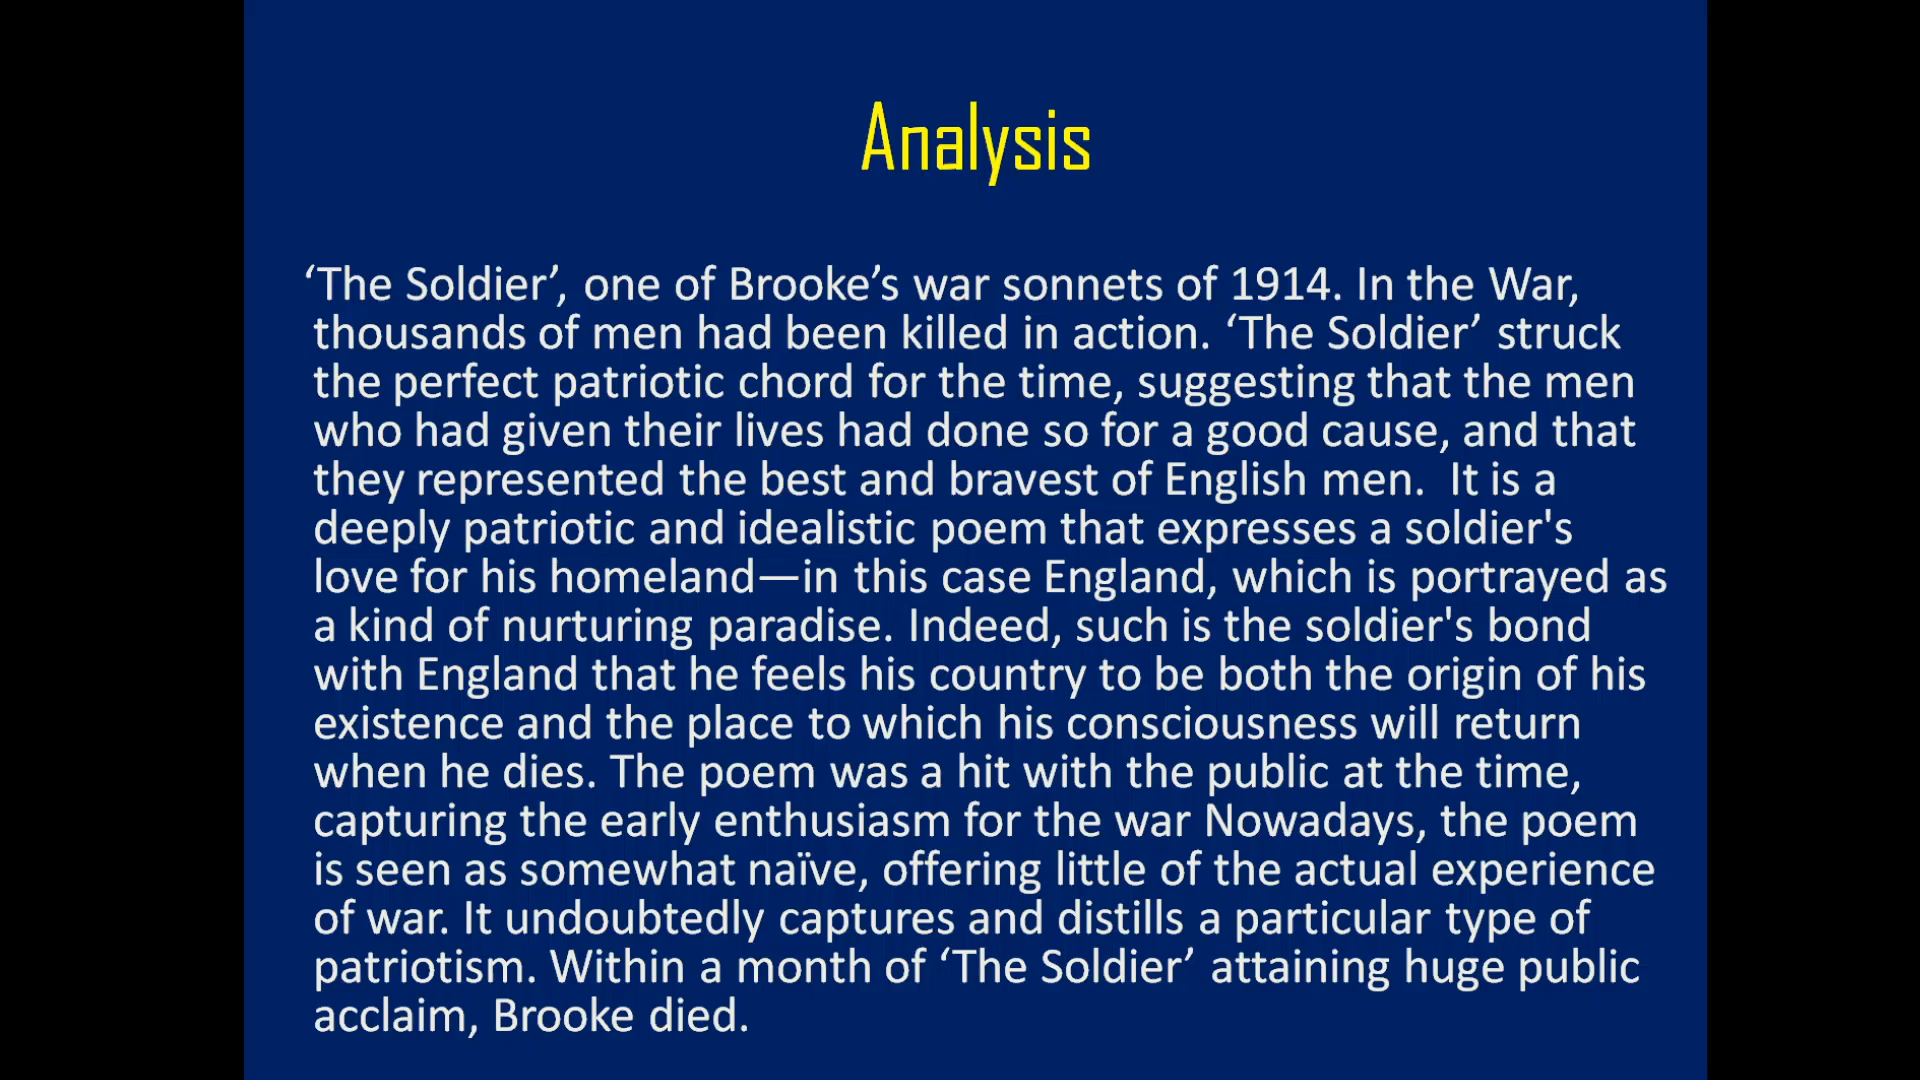 Analysis
‘The Soldier’, one of Brooke’s war sonnets of 1914. In the War,
thousands of men had been killed in action. ‘The Soldier’ struck
the perfect patriotic chord for the time, suggesting that the men
who had given their lives had done so for a good cause, and that
they represented the best and bravest of English men.  It is a
deeply patriotic and idealistic poem that expresses a soldier's
love for his homeland—in this case England, which is portrayed as
a kind of nurturing paradise. Indeed, such is the soldier's bond
with England that he feels his country to be both the origin of his
existence and the place to which his consciousness will return
when he dies. The poem was a hit with the public at the time,
capturing the early enthusiasm for the war Nowadays, the poem
is seen as somewhat naïve, offering little of the actual experience
of war. It undoubtedly captures and distills a particular type of
patriotism. Within a month of ‘The Soldier’ attaining huge public
acclaim, Brooke died.